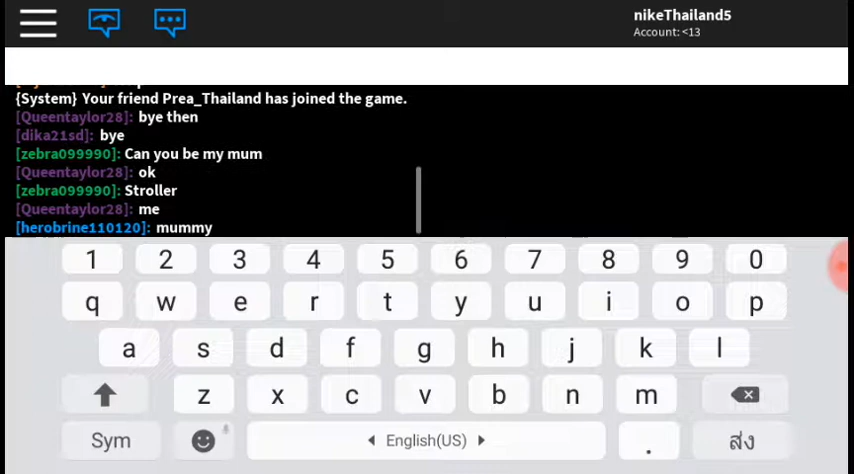 nikeThailand5
Account: <13
{System} Your friend Prea_Thailand has joined the game.
[Queentaylor28]: bye then
[dika21sd]: bye
[zebra099990]: Can you be my mum
[Queentaylor28]: ok
[zebra099990]: Stroller
[Queentaylor28]: me
[herobrine110120]: mummy
1 2 3 4 5 6 7 8 9 0
q w e r t y u i o p
a s d f g h j k l
z x c v b n m
Sym English(US) . ส่ง